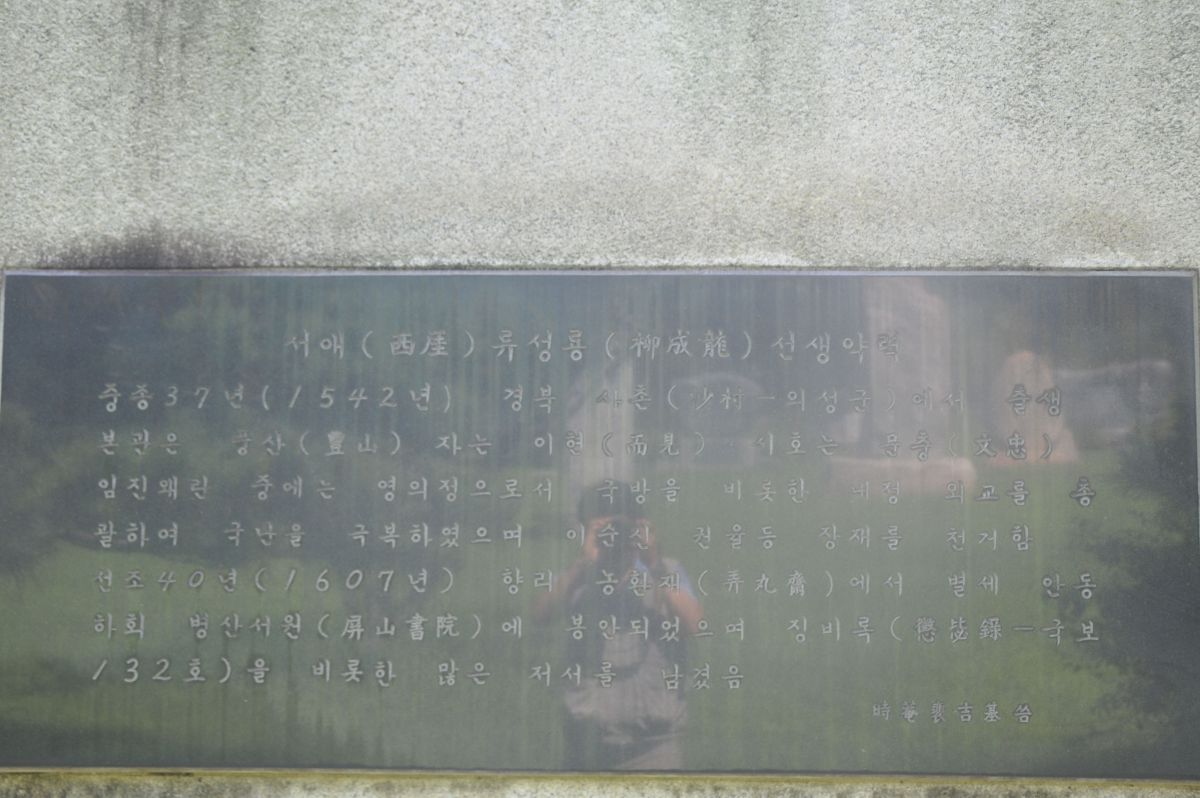 서애(西厓)류성룡(柳成龍)선생약력
중종37년(1542년) 경북 사촌(沙村—의성군)에서 출생
본관은 풍산(豊山) 자는 이현(而見) 시호는 문충(文忠)
임진왜란 중에는 영의정으로서 국방을 비롯한 내정 외교를 총
괄하여 국난을 극복하였으며 이순신 권율등 장재를 천거함
선조40년(1607년) 향리 농환재(弄丸齋)에서 별세 안동
하회 병산서원(屛山書院)에 봉안되었으며 징비록(懲毖錄—국보
132호)을 비롯한 많은 저서를 남겼음
時菴裵吉基